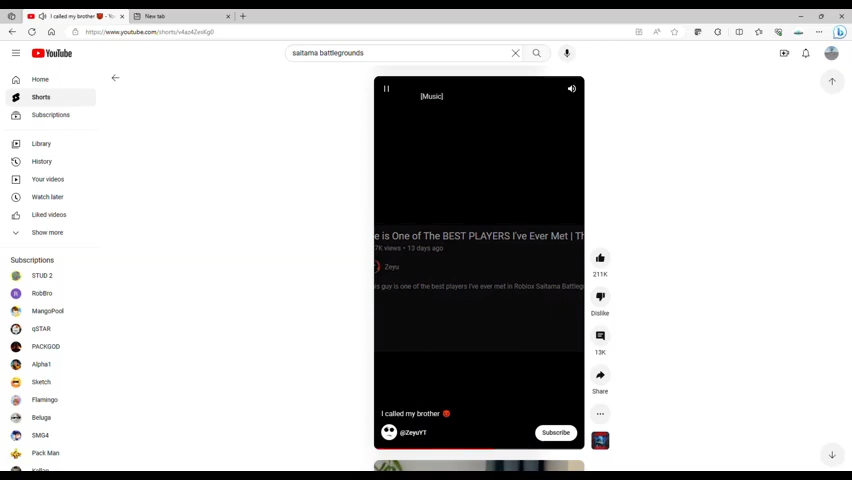 I called my brother
New tab
https://www.youtube.com/shorts/v4az4ZesKg0
YouTube
saitama battlegrounds
Home
Shorts
Subscriptions
Library
History
Your videos
Watch later
Liked videos
Show more
Subscriptions
STUD 2
RobBro
MangoPool
qSTAR
PACKGOD
Alpha1
Sketch
Flamingo
Beluga
SMG4
Pack Man
[Music]
e is One of The BEST PLAYERS I've Ever Met | Th
7K views • 13 days ago
Zeyu
is guy is one of the best players I've ever met in Roblox Saitama Battlegr
I called my brother
@ZeyuYT
Subscribe
211K
Dislike
13K
Share